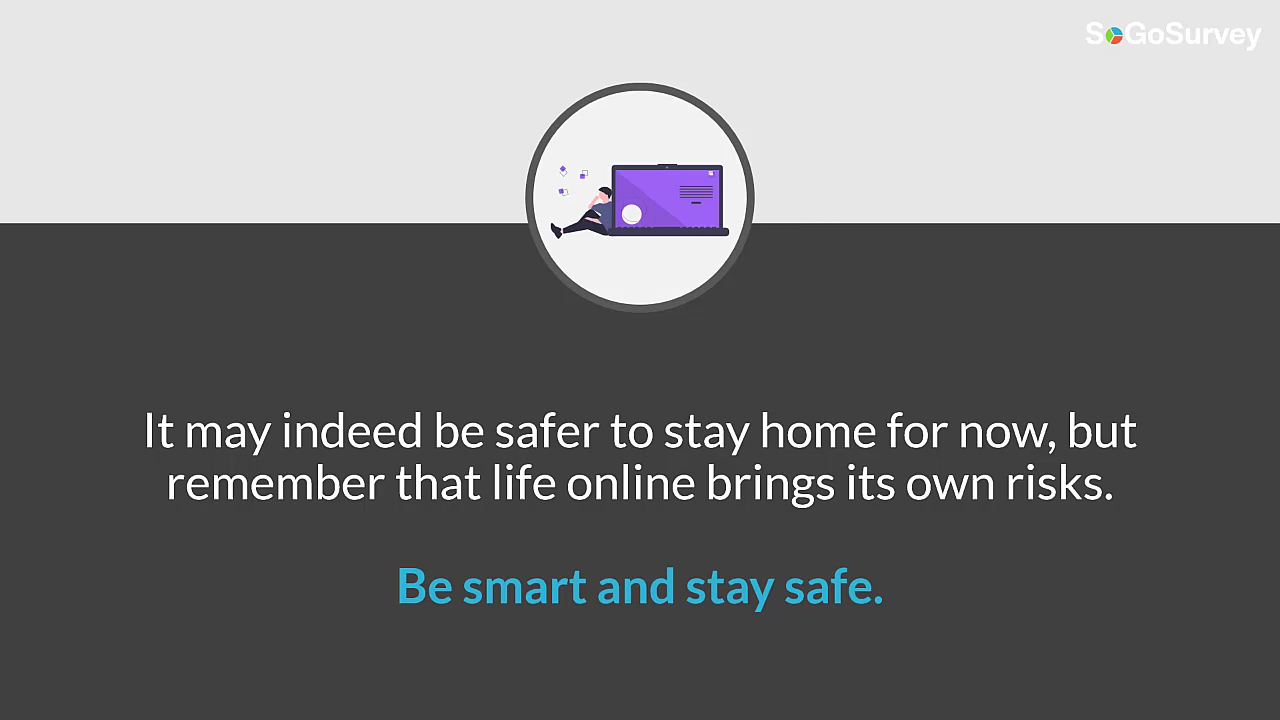 SoGoSurvey
It may indeed be safer to stay home for now, but
remember that life online brings its own risks.
Be smart and stay safe.